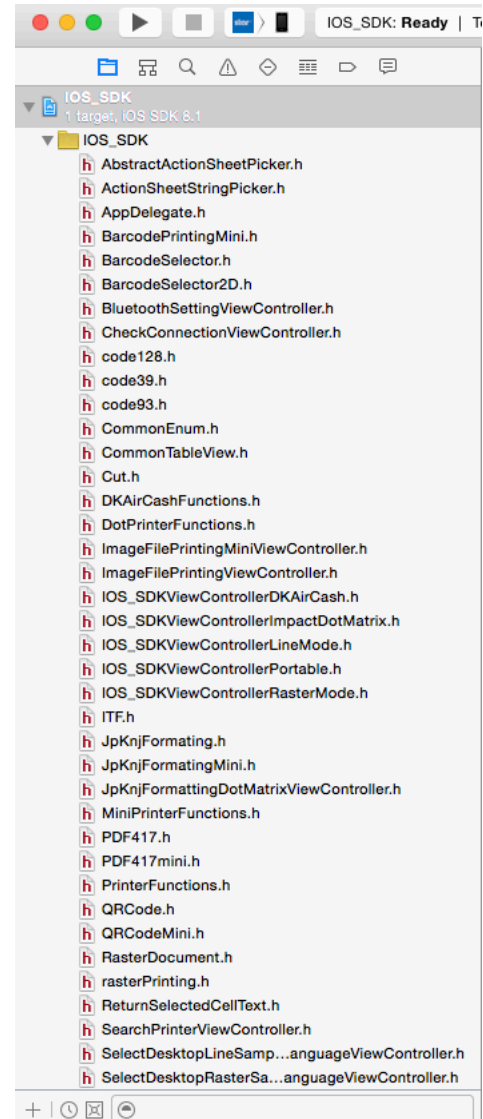 IOS_SDK: Ready | T
IOS_SDK
1 target, iOS SDK 8.1
IOS_SDK
h AbstractActionSheetPicker.h
h ActionSheetStringPicker.h
h AppDelegate.h
h BarcodePrintingMini.h
h BarcodeSelector.h
h BarcodeSelector2D.h
h BluetoothSettingViewController.h
h CheckConnectionViewController.h
h code128.h
h code39.h
h code93.h
h CommonEnum.h
h CommonTableView.h
h Cut.h
h DKAirCashFunctions.h
h DotPrinterFunctions.h
h ImageFilePrintingMiniViewController.h
h ImageFilePrintingViewController.h
h IOS_SDKViewControllerDKAirCash.h
h IOS_SDKViewControllerImpactDotMatrix.h
h IOS_SDKViewControllerLineMode.h
h IOS_SDKViewControllerPortable.h
h IOS_SDKViewControllerRasterMode.h
h ITF.h
h JpKnjFormating.h
h JpKnjFormatingMini.h
h JpKnjFormattingDotMatrixViewController.h
h MiniPrinterFunctions.h
h PDF417.h
h PDF417mini.h
h PrinterFunctions.h
h QRCode.h
h QRCodeMini.h
h RasterDocument.h
h rasterPrinting.h
h ReturnSelectedCellText.h
h SearchPrinterViewController.h
h SelectDesktopLineSamp...anguageViewController.h
h SelectDesktopRasterSa...anguageViewController.h